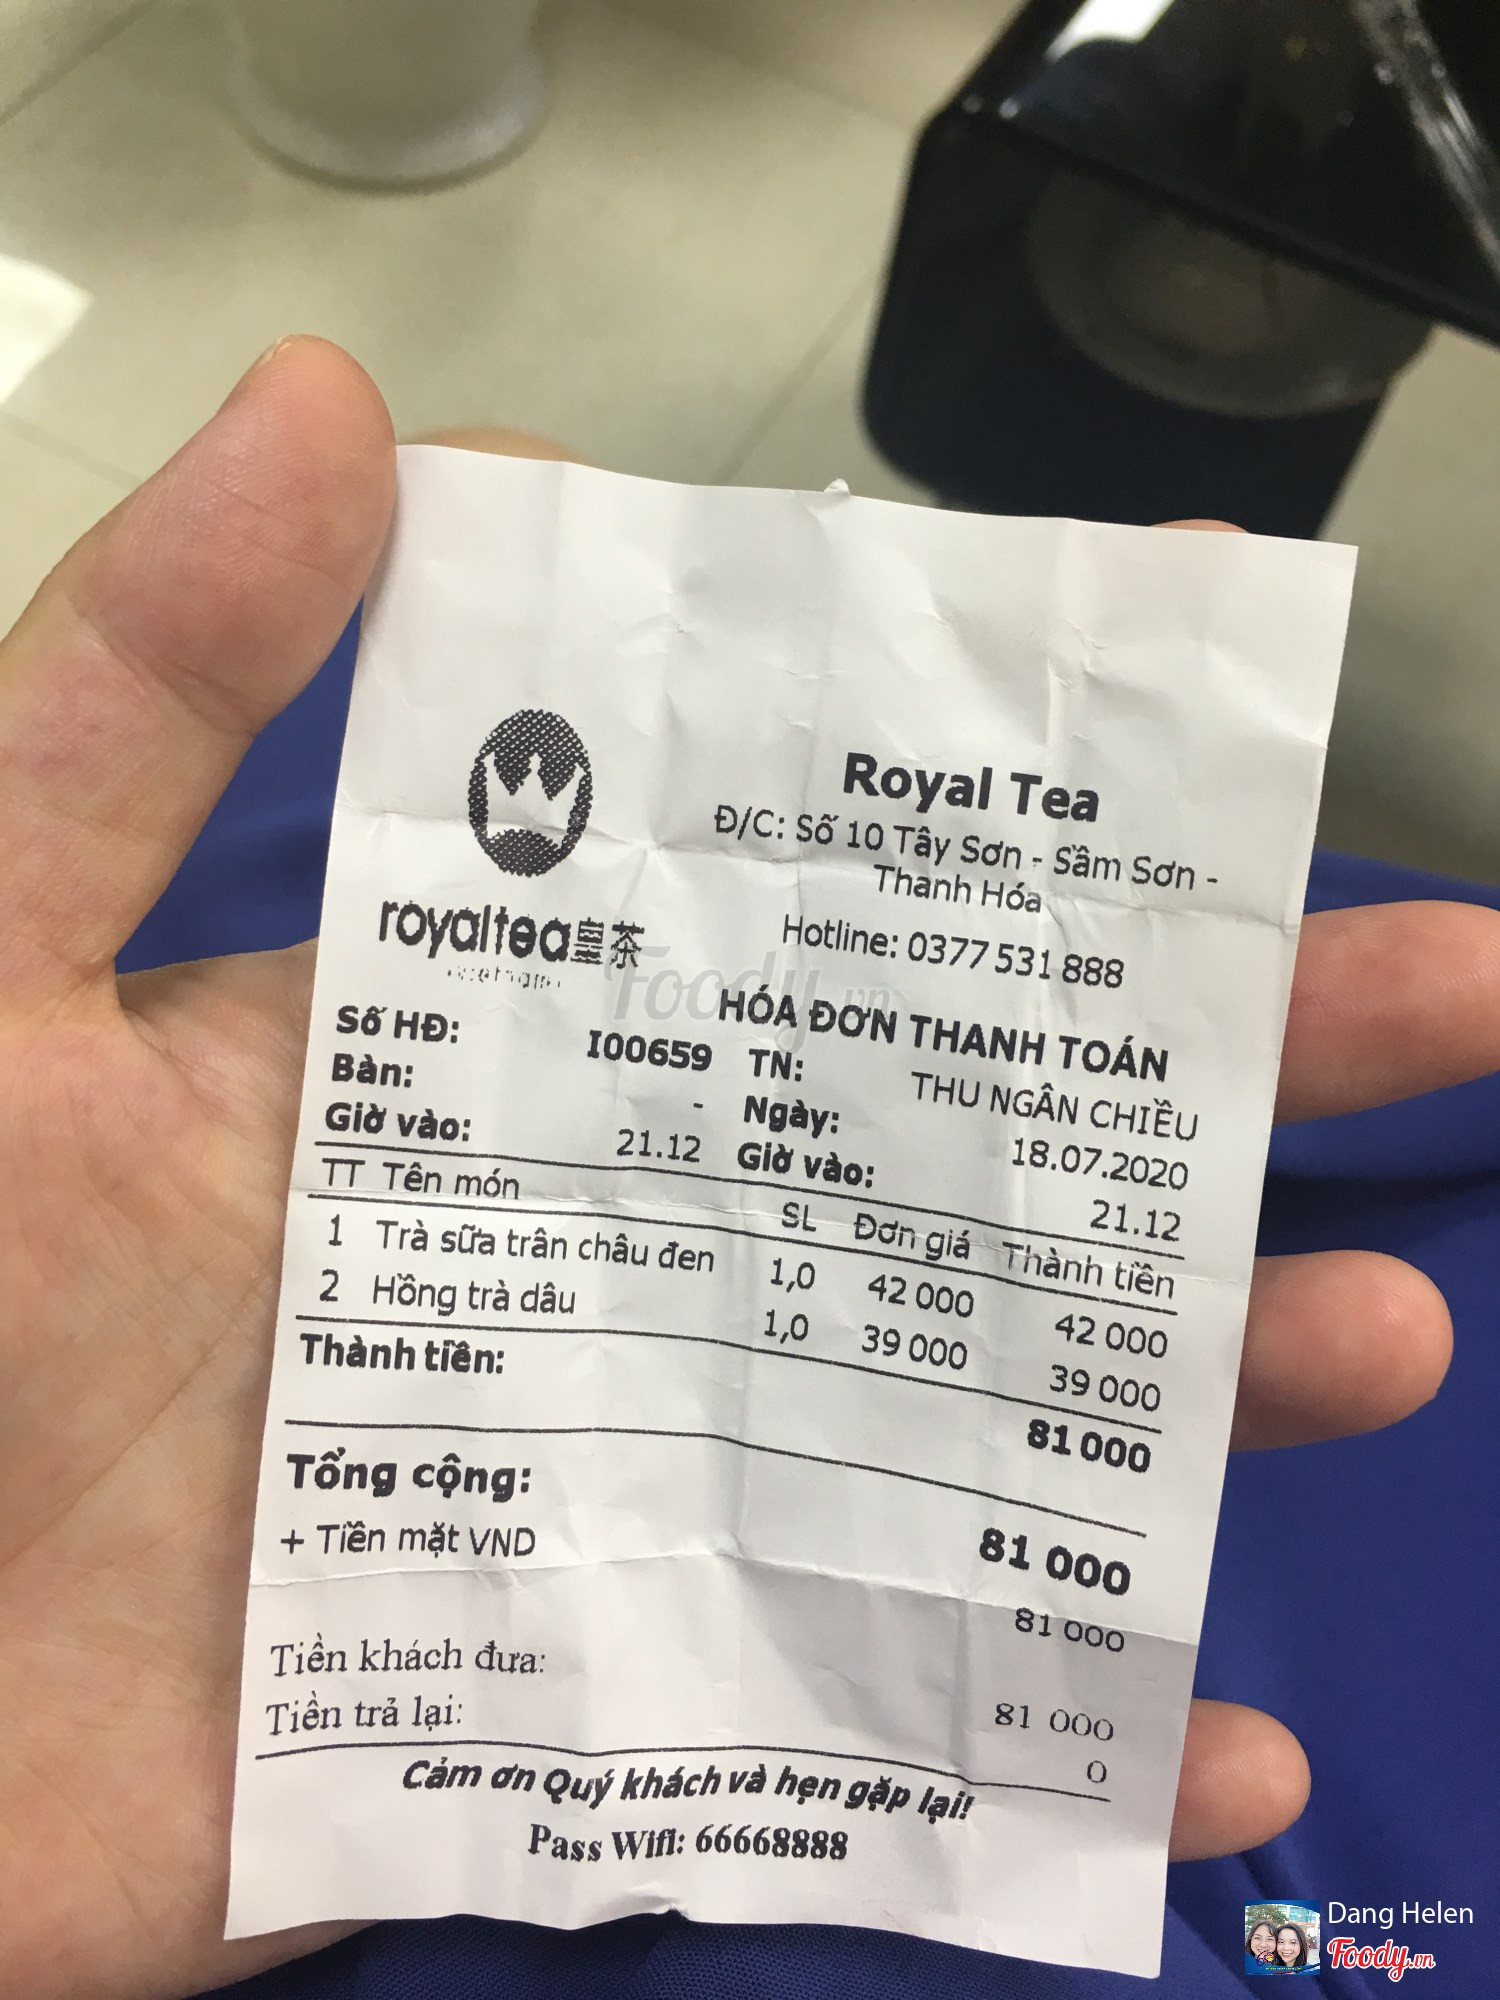 Royal Tea
Đ/C: Số 10 Tây Sơn - Sầm Sơn -
Thanh Hóa
Hotline: 0377 531 888
royaltea皇茶
vietnam
HÓA ĐƠN THANH TOÁN
Số HĐ: I00659 TN: THU NGÂN CHIỀU
Bàn: - Ngày: 18.07.2020
Giờ vào: 21.12 Giờ vào: 21.12
TT Tên món SL Đơn giá Thành tiền
1 Trà sữa trân châu đen 1,0 42 000 42 000
2 Hồng trà dâu 1,0 39 000 39 000
Thành tiền: 81 000
Tổng cộng: 81 000
+ Tiền mặt VND 81 000
Tiền khách đưa: 81 000
Tiền trả lại: 0
Cảm ơn Quý khách và hẹn gặp lại!
Pass Wifi: 66668888
Foody.vn
Dang Helen
Foody.vn